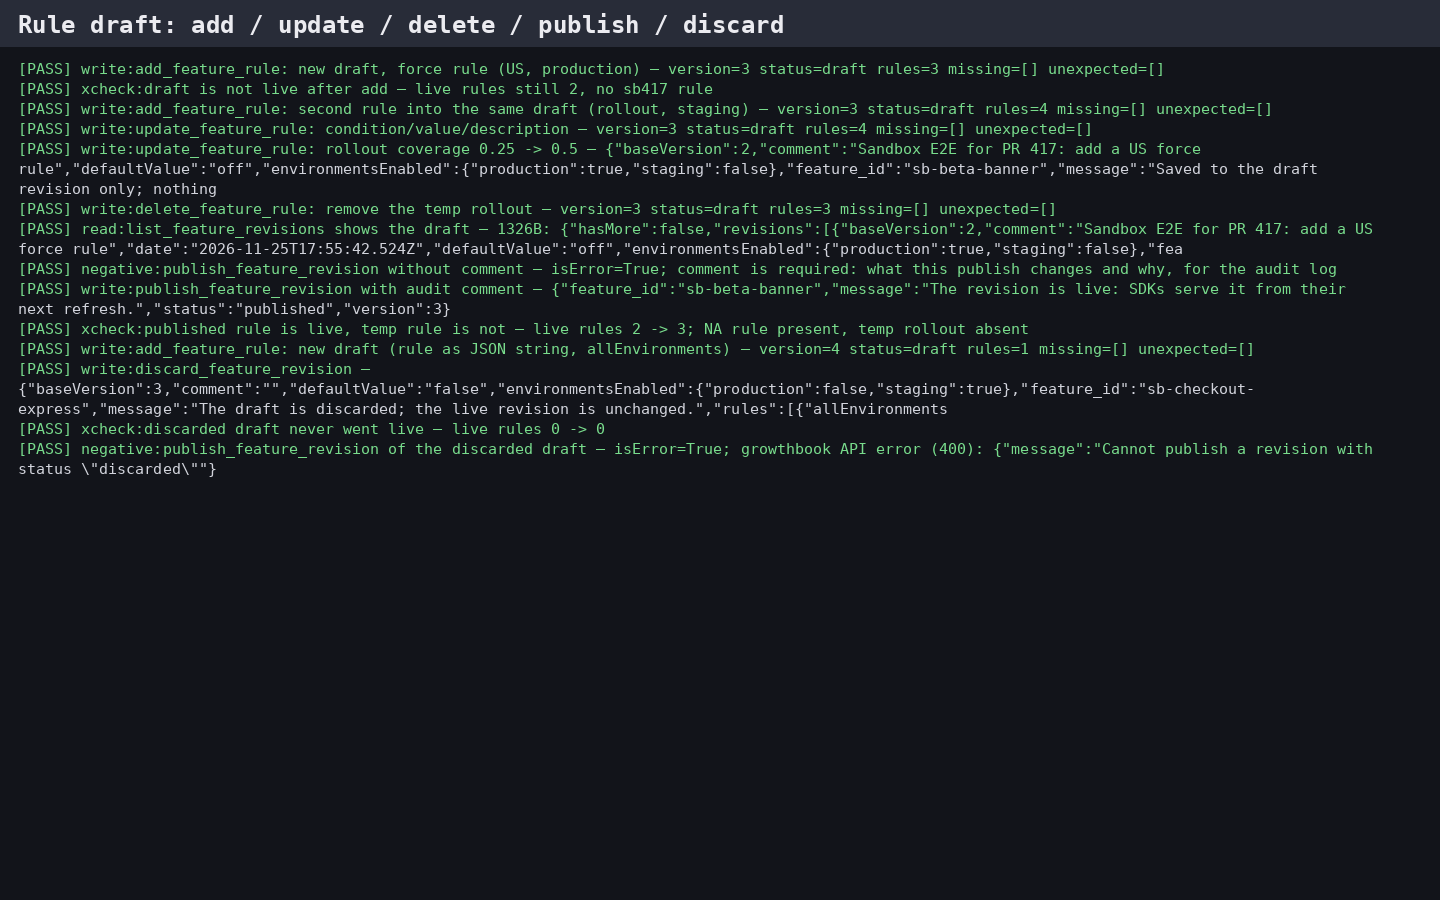 Rule draft: add / update / delete / publish / discard
[PASS] write:add_feature_rule: new draft, force rule (US, production) — version=3 status=draft rules=3 missing=[] unexpected=[]
[PASS] xcheck:draft is not live after add — live rules still 2, no sb417 rule
[PASS] write:add_feature_rule: second rule into the same draft (rollout, staging) — version=3 status=draft rules=4 missing=[] unexpected=[]
[PASS] write:update_feature_rule: condition/value/description — version=3 status=draft rules=4 missing=[] unexpected=[]
[PASS] write:update_feature_rule: rollout coverage 0.25 -> 0.5 — {"baseVersion":2,"comment":"Sandbox E2E for PR 417: add a US force
rule","defaultValue":"off","environmentsEnabled":{"production":true,"staging":false},"feature_id":"sb-beta-banner","message":"Saved to the draft
revision only; nothing
[PASS] write:delete_feature_rule: remove the temp rollout — version=3 status=draft rules=3 missing=[] unexpected=[]
[PASS] read:list_feature_revisions shows the draft — 1326B: {"hasMore":false,"revisions":[{"baseVersion":2,"comment":"Sandbox E2E for PR 417: add a US
force rule","date":"2026-11-25T17:55:42.524Z","defaultValue":"off","environmentsEnabled":{"production":true,"staging":false},"fea
[PASS] negative:publish_feature_revision without comment — isError=True; comment is required: what this publish changes and why, for the audit log
[PASS] write:publish_feature_revision with audit comment — {"feature_id":"sb-beta-banner","message":"The revision is live: SDKs serve it from their
next refresh.","status":"published","version":3}
[PASS] xcheck:published rule is live, temp rule is not — live rules 2 -> 3; NA rule present, temp rollout absent
[PASS] write:add_feature_rule: new draft (rule as JSON string, allEnvironments) — version=4 status=draft rules=1 missing=[] unexpected=[]
[PASS] write:discard_feature_revision —
{"baseVersion":3,"comment":"","defaultValue":"false","environmentsEnabled":{"production":false,"staging":true},"feature_id":"sb-checkout-
express","message":"The draft is discarded; the live revision is unchanged.","rules":[{"allEnvironments
[PASS] xcheck:discarded draft never went live — live rules 0 -> 0
[PASS] negative:publish_feature_revision of the discarded draft — isError=True; growthbook API error (400): {"message":"Cannot publish a revision with
status \"discarded\""}